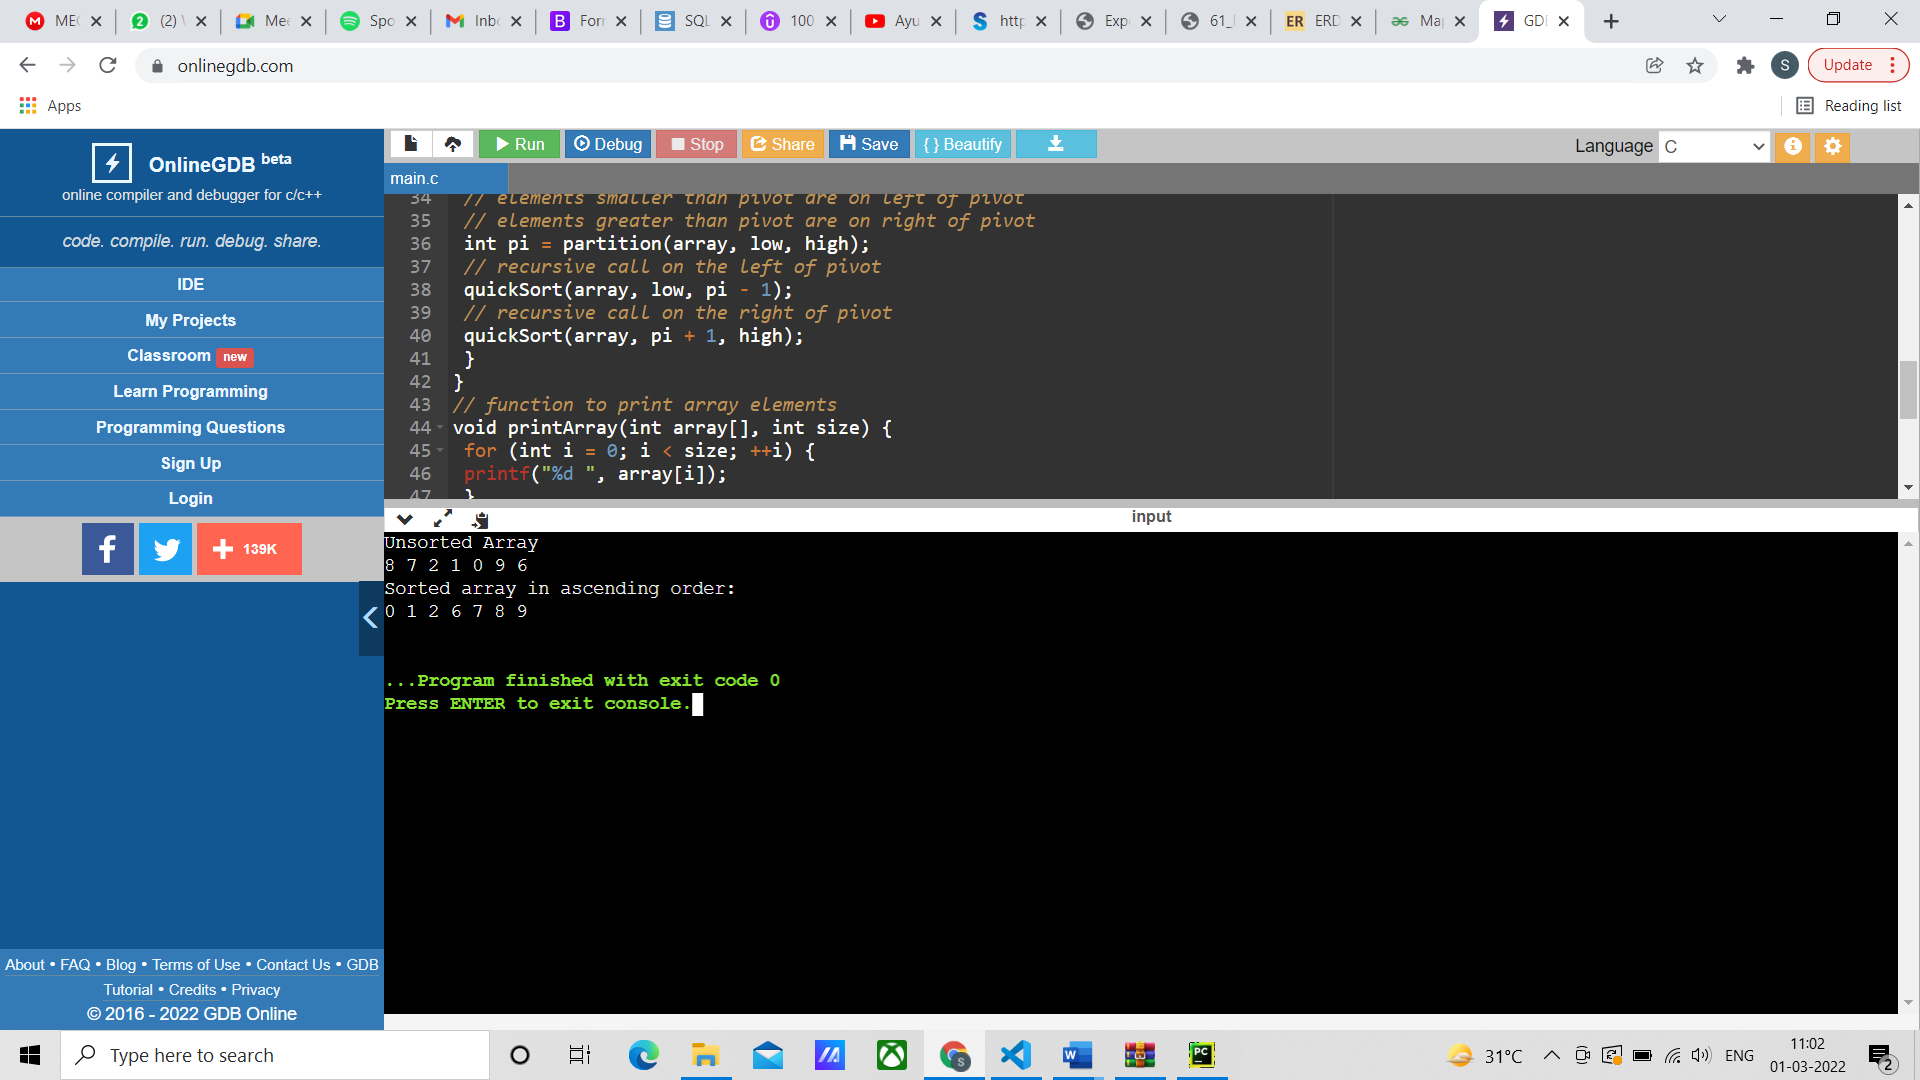 MEG
(2) W
Mee
Spo
Inbo
Forr
SQL
100
Ayu
http
Exp
61_
ERD
Map
GDB
onlinegdb.com
S
Update
Apps
Reading list
OnlineGDB beta
online compiler and debugger for c/c++
code. compile. run. debug. share.
IDE
My Projects
Classroom new
Learn Programming
Programming Questions
Sign Up
Login
139K
About • FAQ • Blog • Terms of Use • Contact Us • GDB
Tutorial • Credits • Privacy
© 2016 - 2022 GDB Online
Run Debug Stop Share Save { } Beautify
Language C
main.c
34 // elements smaller than pivot are on left of pivot
35 // elements greater than pivot are on right of pivot
36 int pi = partition(array, low, high);
37 // recursive call on the left of pivot
38 quickSort(array, low, pi - 1);
39 // recursive call on the right of pivot
40 quickSort(array, pi + 1, high);
41 }
42 }
43 // function to print array elements
44 void printArray(int array[], int size) {
45 for (int i = 0; i < size; ++i) {
46 printf("%d ", array[i]);
47 }
input
Unsorted Array
8 7 2 1 0 9 6
Sorted array in ascending order:
0 1 2 6 7 8 9
...Program finished with exit code 0
Press ENTER to exit console.
Type here to search
31°C
ENG
11:02
01-03-2022
2